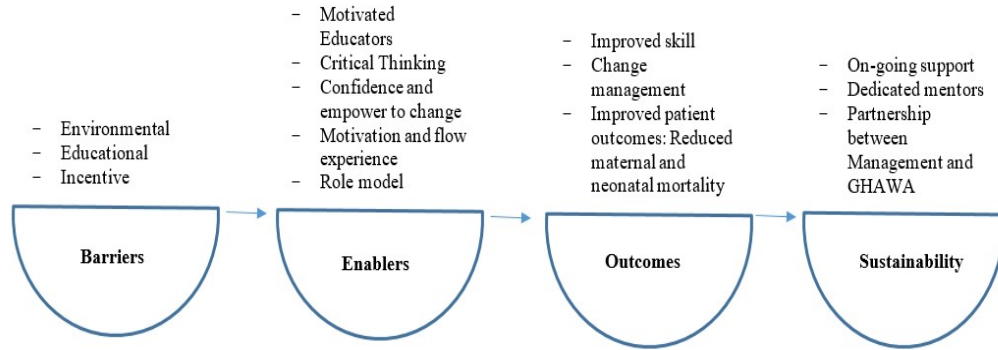 – Environmental
– Educational
– Incentive
Barriers
– Motivated
Educators
– Critical Thinking
– Confidence and
empower to change
– Motivation and flow
experience
– Role model
Enablers
– Improved skill
– Change
management
– Improved patient
outcomes: Reduced
maternal and
neonatal mortality
Outcomes
– On-going support
– Dedicated mentors
– Partnership
between
Management and
GHAWA
Sustainability